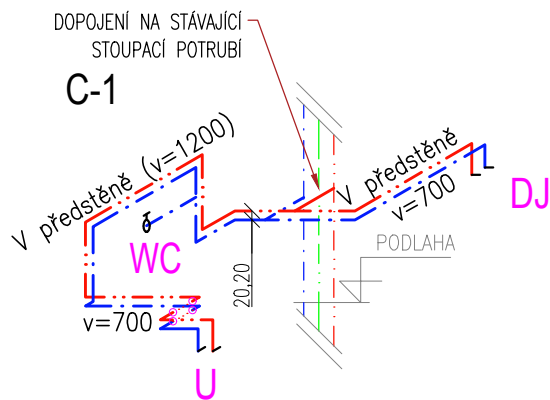 DOPOJENÍ NA STÁVAJÍCÍ
STOUPACÍ POTRUBÍ
C-1
V předstěně (v=1200)
V předstěně
v=700
DJ
WC
PODLAHA
20,20
v=700
U